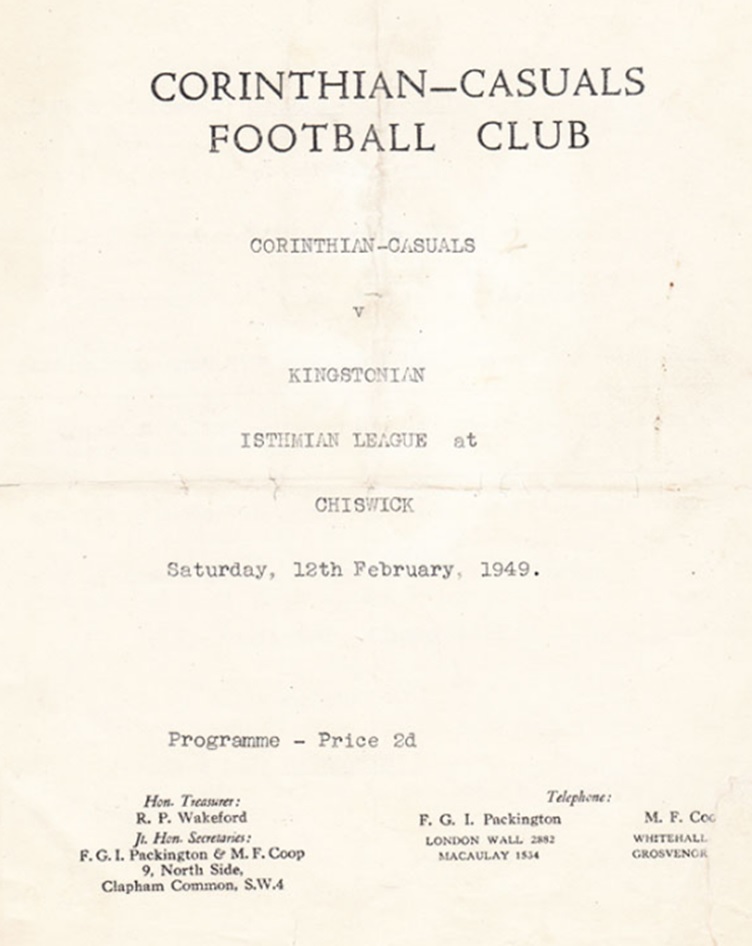 CORINTHIAN–CASUALS
FOOTBALL CLUB
CORINTHIAN-CASUALS
v
KINGSTONIAN
ISTHMIAN LEAGUE at
CHISWICK
Saturday, 12th February, 1949.
Programme - Price 2d
Hon. Treasurer:
R. P. Wakeford
Jt. Hon. Secretaries:
F. G. I. Packington & M. F. Coop
9, North Side,
Clapham Common, S.W.4
Telephone:
F. G. I. Packington
LONDON WALL 2882
MACAULAY 1534
M. F. Coo
WHITEHALL
GROSVENOR